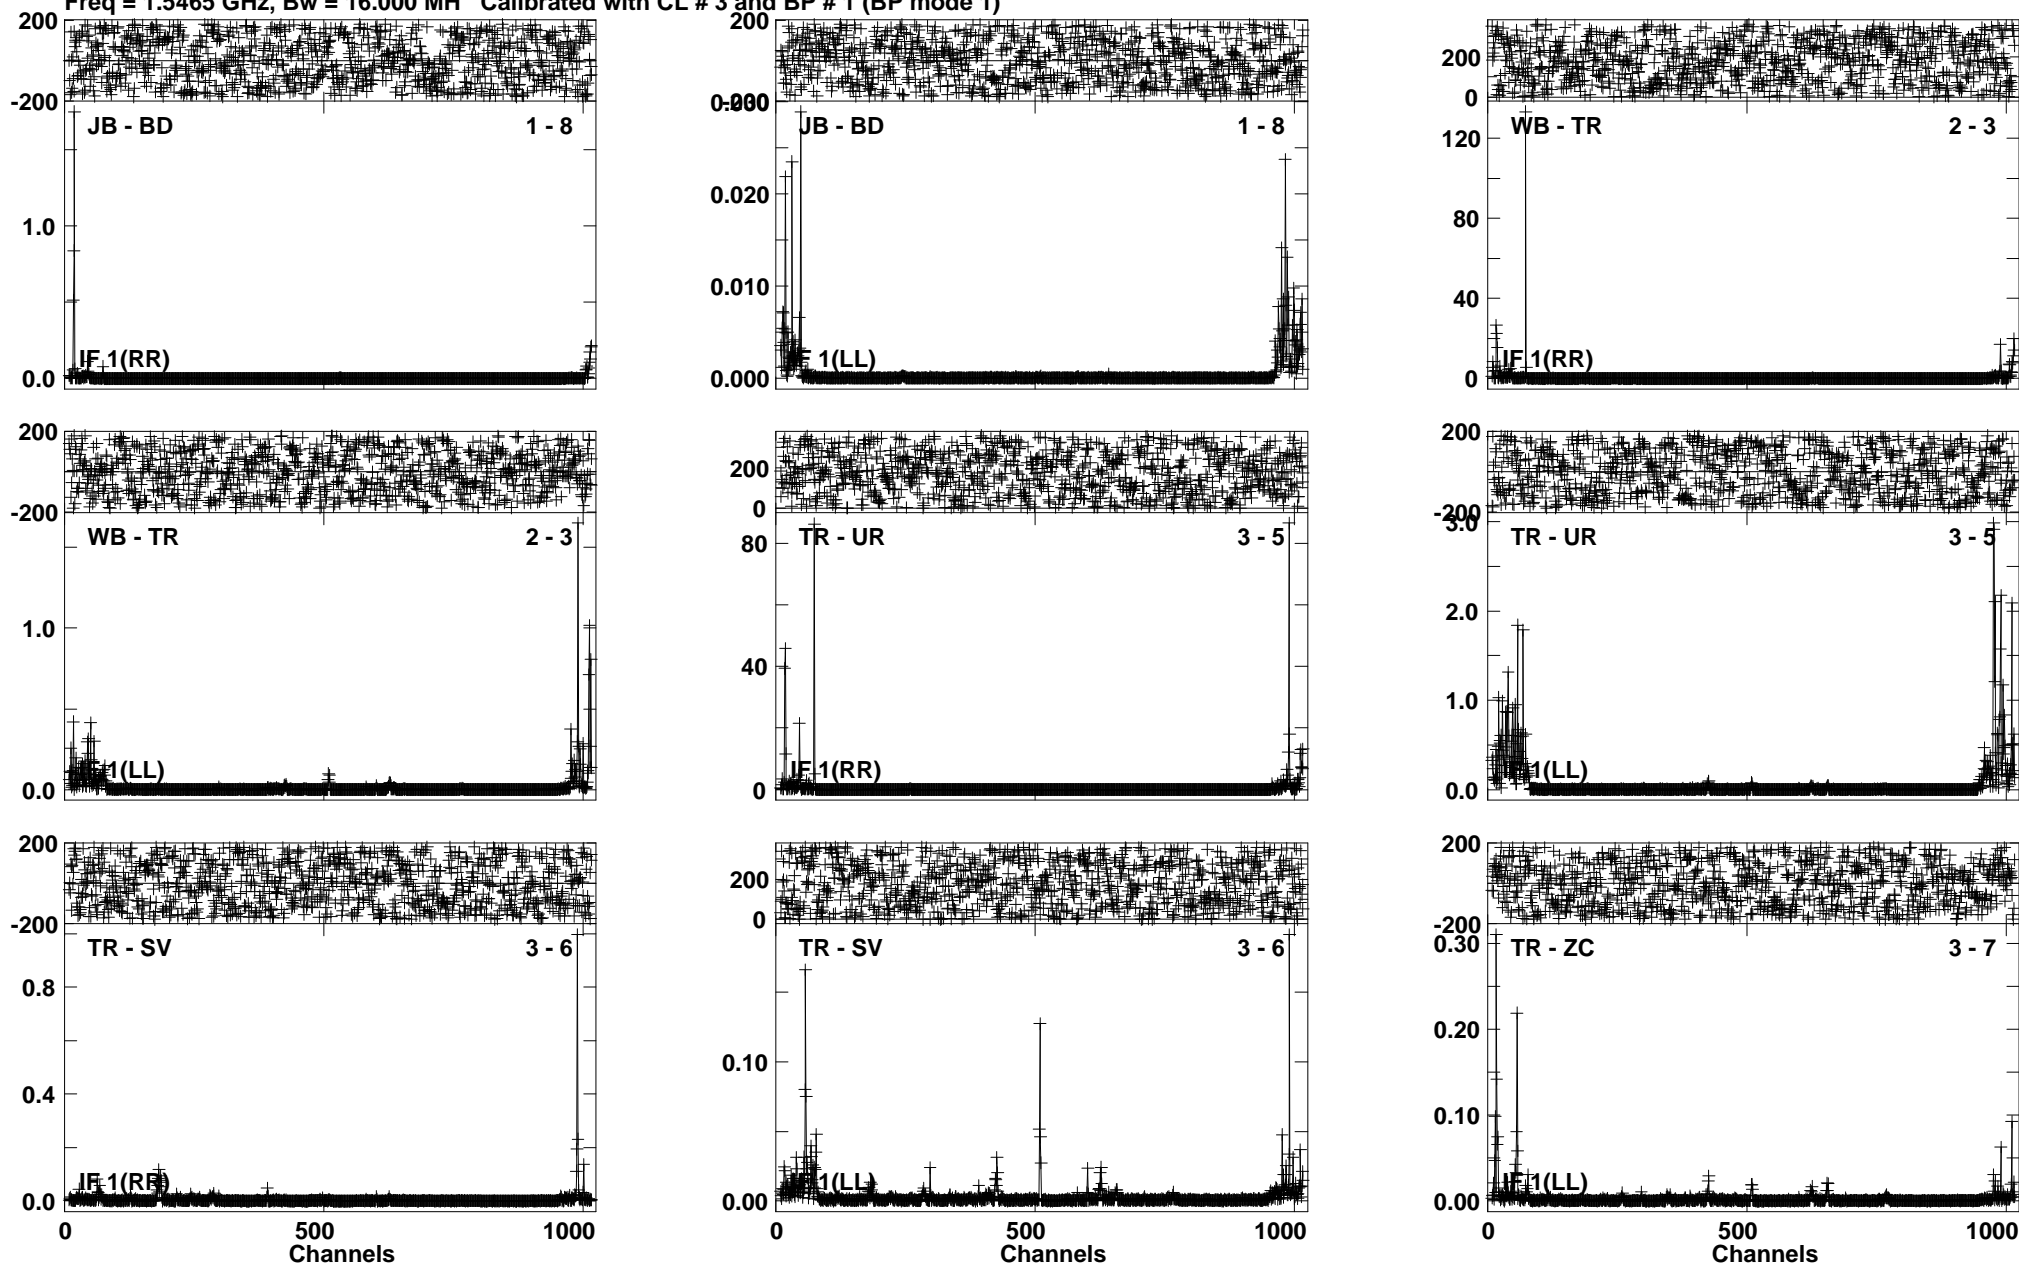 Freq = 1.5465 GHz, Bw = 16.000 MH Calibrated with CL # 3 and BP # 1 (BP mode 1)
200
-200
JB - BD 1 - 8
1.0
0.0
IF 1(RR)
200
JB - BD 1 - 8
0.020
0.010
0.000
IF 1(LL)
200
0
WB - TR 2 - 3
120
80
40
0
IF 1(RR)
200
-200
WB - TR 2 - 3
1.0
0.0
IF 1(LL)
200
0
TR - UR 3 - 5
80
40
0
IF 1(RR)
200
-200
3.0
TR - UR 3 - 5
2.0
1.0
0.0
IF 1(LL)
200
-200
TR - SV 3 - 6
0.8
0.4
0.0
IF 1(RR)
0 500 1000
Channels
200
0
TR - SV 3 - 6
0.10
0.00
IF 1(LL)
0 500 1000
Channels
200
-200
0.30
TR - ZC 3 - 7
0.20
0.10
0.00
IF 1(LL)
0 500 1000
Channels